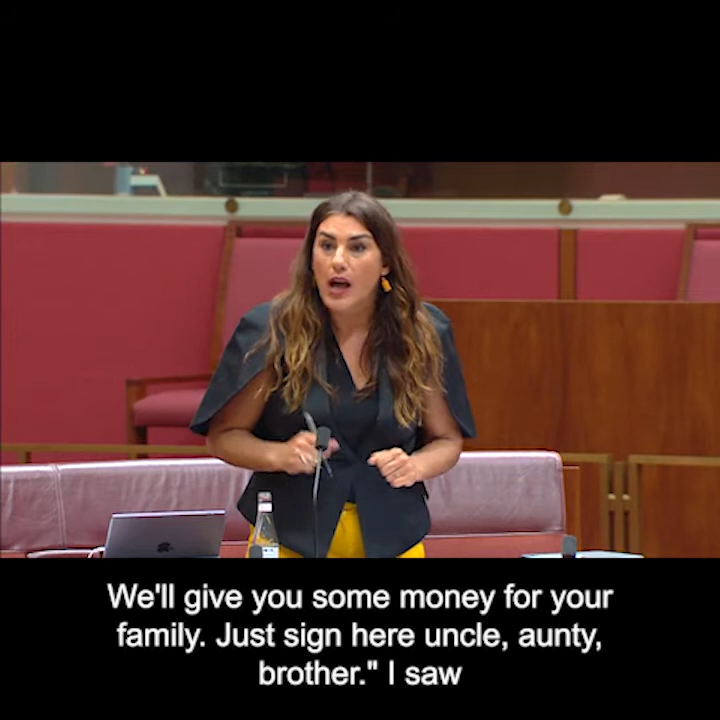 We'll give you some money for your
family. Just sign here uncle, aunty,
brother." I saw